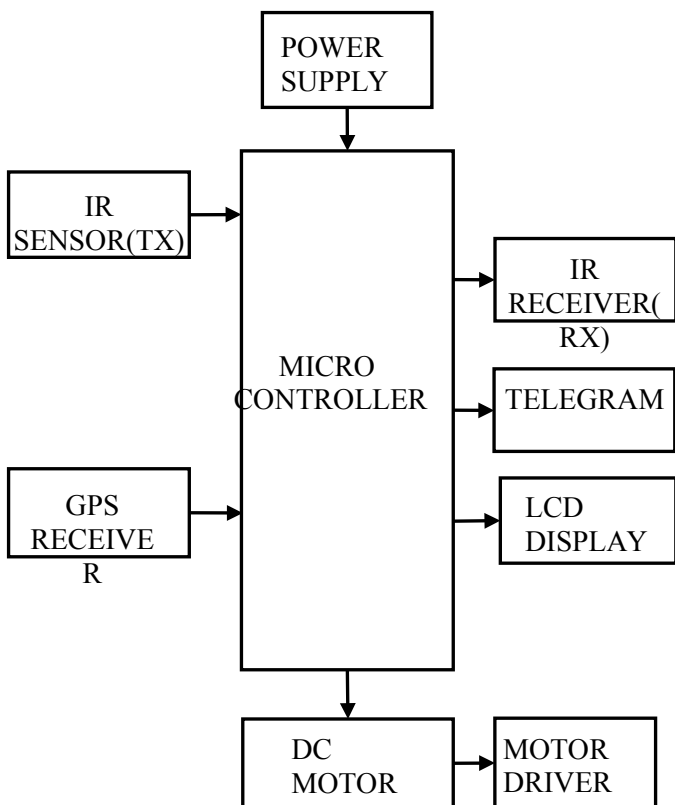 POWER
SUPPLY
IR
SENSOR(TX)
IR
RECEIVER(
RX)
MICRO
CONTROLLER
TELEGRAM
GPS
RECEIVE
R
LCD
DISPLAY
DC
MOTOR
MOTOR
DRIVER